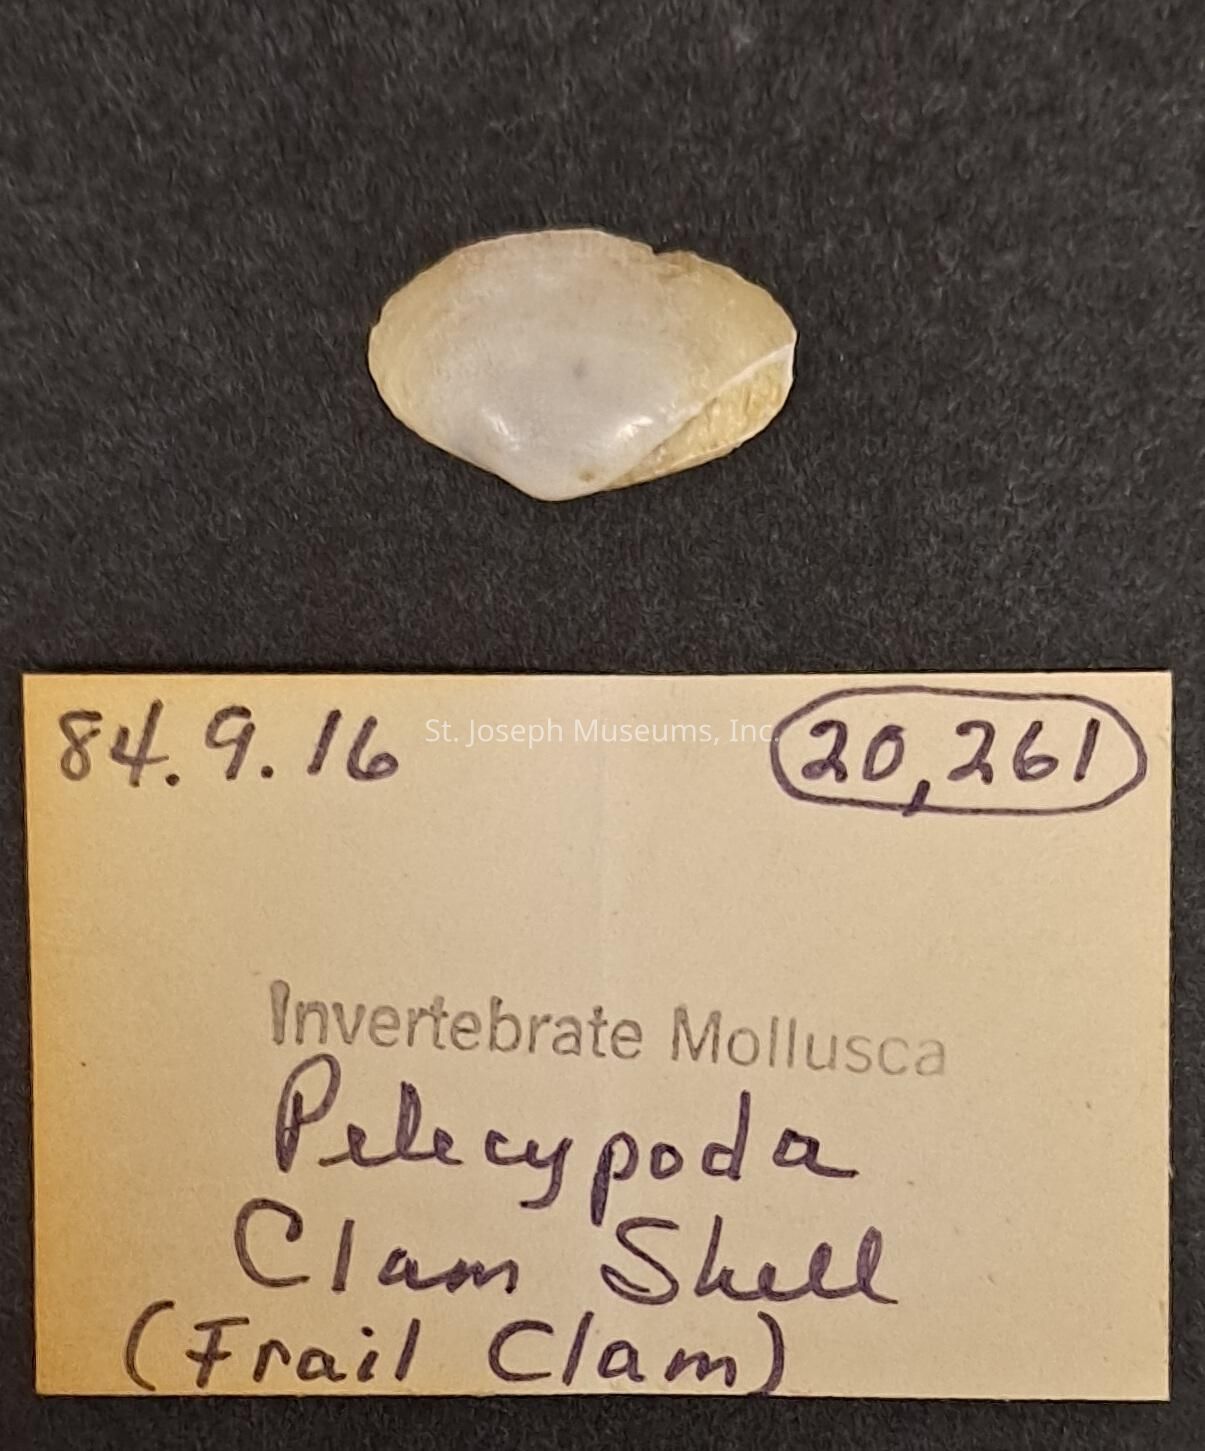 84.9.16 St. Joseph Museums, Inc. 20,261
Invertebrate Mollusca
Pelecypoda
Clam Shell
(Frail Clam)